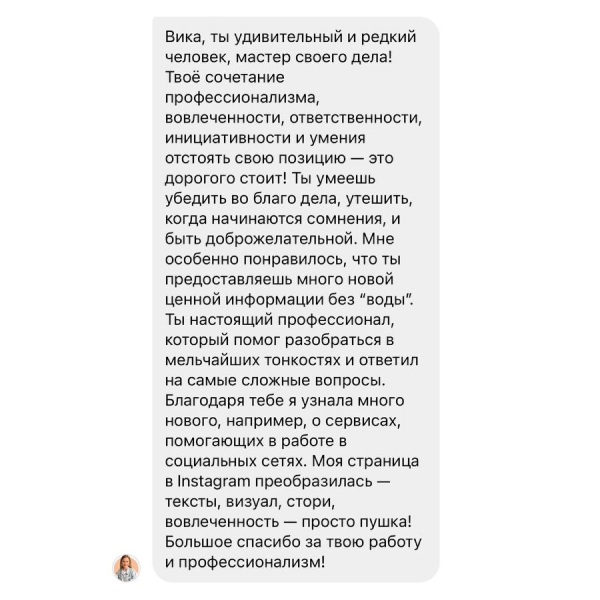 Вика, ты удивительный и редкий
человек, мастер своего дела!
Твоё сочетание
профессионализма,
вовлеченности, ответственности,
инициативности и умения
отстоять свою позицию — это
дорогого стоит! Ты умеешь
убедить во благо дела, утешить,
когда начинаются сомнения, и
быть доброжелательной. Мне
особенно понравилось, что ты
предоставляешь много новой
ценной информации без “воды”.
Ты настоящий профессионал,
который помог разобраться в
мельчайших тонкостях и ответил
на самые сложные вопросы.
Благодаря тебе я узнала много
нового, например, о сервисах,
помогающих в работе в
социальных сетях. Моя страница
в Instagram преобразилась —
тексты, визуал, стори,
вовлеченность — просто пушка!
Большое спасибо за твою работу
и профессионализм!